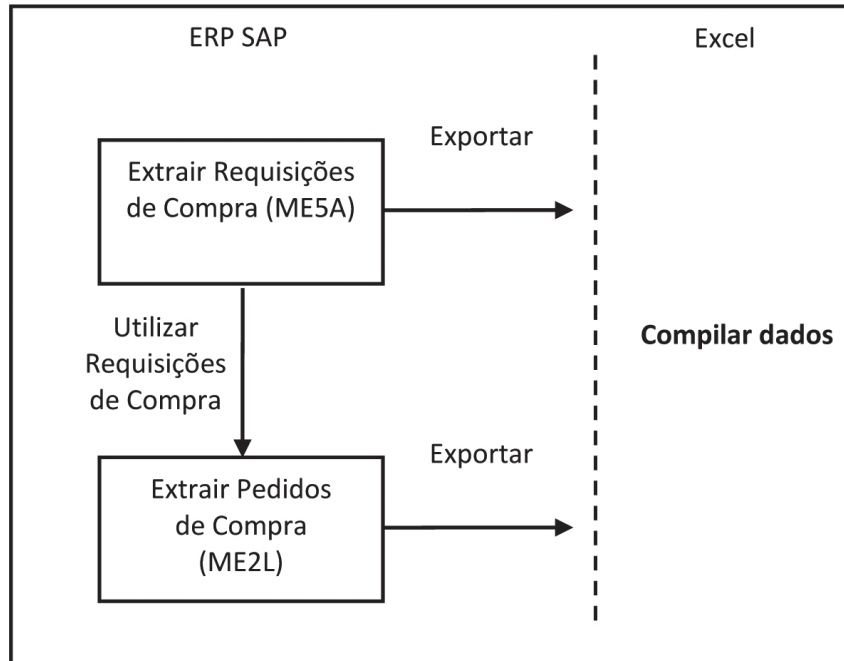 ERP SAP
Excel
Exportar
Extrair Requisições
de Compra (ME5A)
Utilizar
Requisições
de Compra
Compilar dados
Exportar
Extrair Pedidos
de Compra
(ME2L)